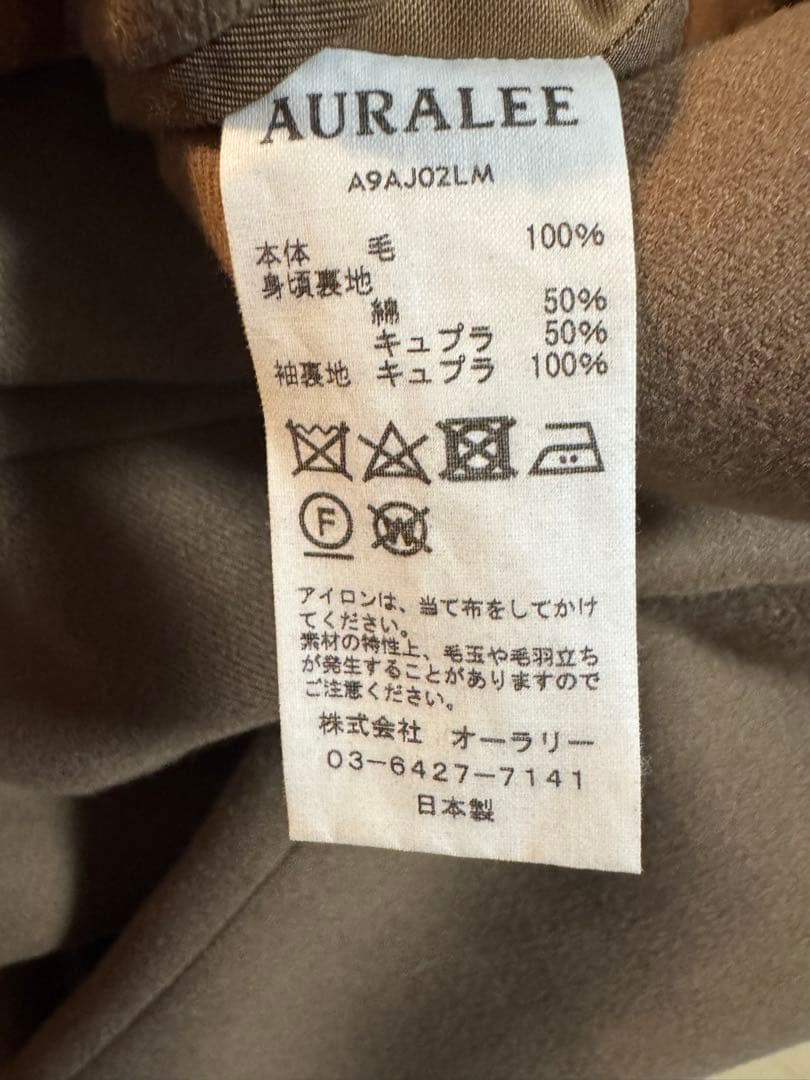 AURALEE
A9AJ02LM
本体 毛 100%
身頃裏地
綿 50%
キュプラ 50%
袖裏地 キュプラ 100%
F W
アイロンは、当て布をしてかけ
てください。
素材の特性上、毛玉や毛羽立ち
が発生することがありますので
ご注意ください。
株式会社 オーラリー
03-6427-7141
日本製